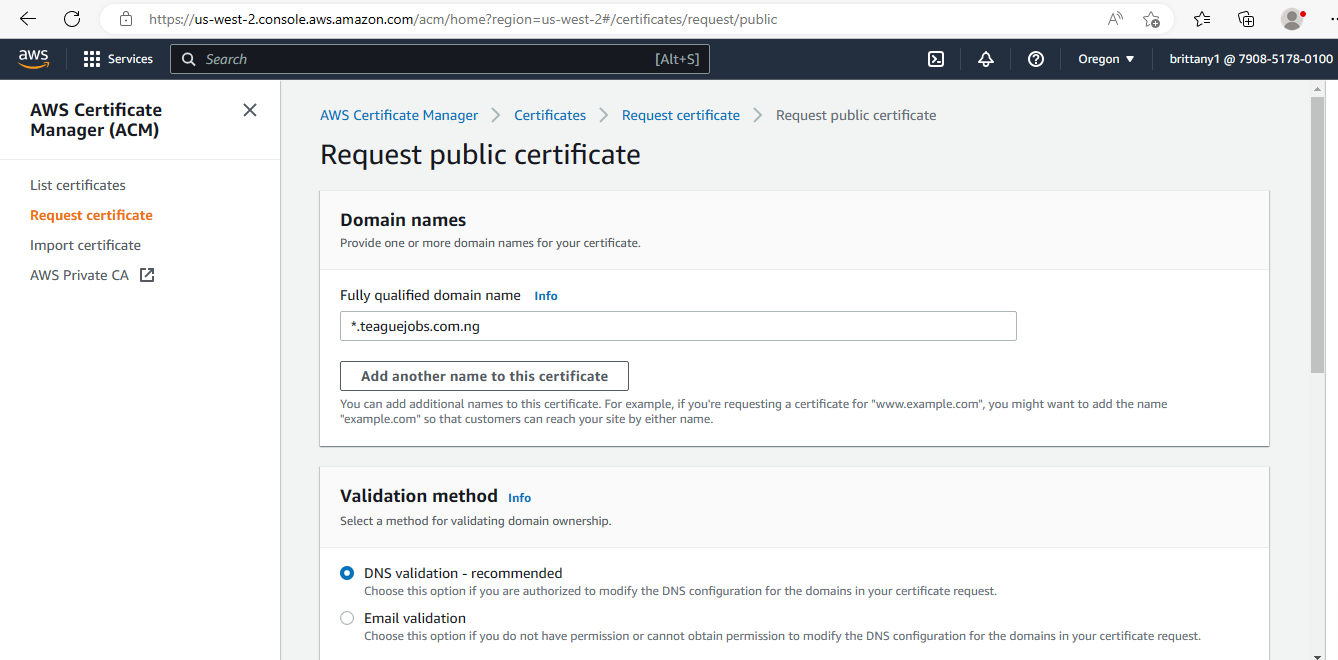 https://us-west-2.console.aws.amazon.com/acm/home?region=us-west-2#/certificates/request/public
aws
Services
Search
[Alt+S]
Oregon
brittany1 @ 7908-5178-0100
AWS Certificate
Manager (ACM)
List certificates
Request certificate
Import certificate
AWS Private CA
AWS Certificate Manager
Certificates
Request certificate
Request public certificate
Request public certificate
Domain names
Provide one or more domain names for your certificate.
Fully qualified domain name
Info
*.teaguejobs.com.ng
Add another name to this certificate
You can add additional names to this certificate. For example, if you're requesting a certificate for "www.example.com", you might want to add the name
"example.com" so that customers can reach your site by either name.
Validation method
Info
Select a method for validating domain ownership.
DNS validation - recommended
Choose this option if you are authorized to modify the DNS configuration for the domains in your certificate request.
Email validation
Choose this option if you do not have permission or cannot obtain permission to modify the DNS configuration for the domains in your certificate request.